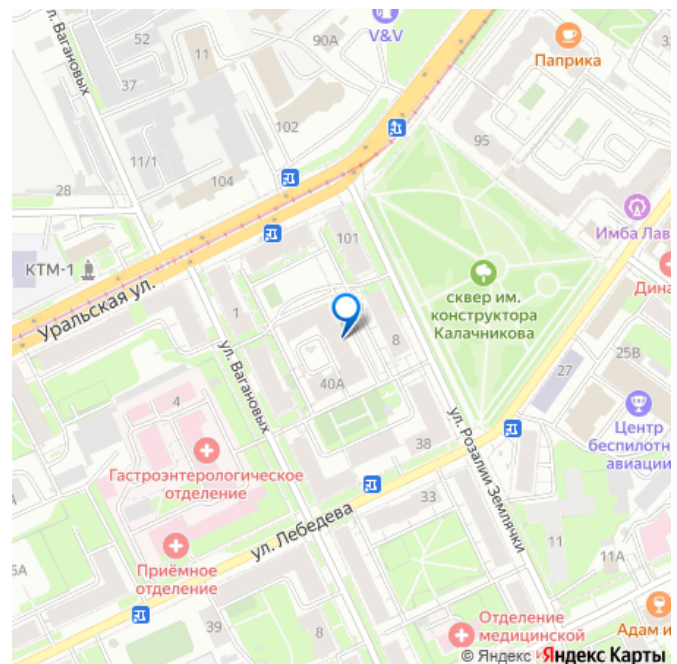 52
11
90А
V&V
Паприка
37
ул. Вагановых
102
95
11/1
104
28
Имба Лав
КТМ-1
101
сквер им.
конструктора
Калачникова
Дина
Уральская ул.
1
8
ул. Вагановых
40А
25В
27
4
Центр
беспилотн
авиации
ул. Розалии Землячки
Гастроэнтерологическое
отделение
38
33
ул. Лебедева
Приёмное
отделение
11
11А
39
8
Отделение
медицинской
Адам и
© Яндекс Яндекс Карты